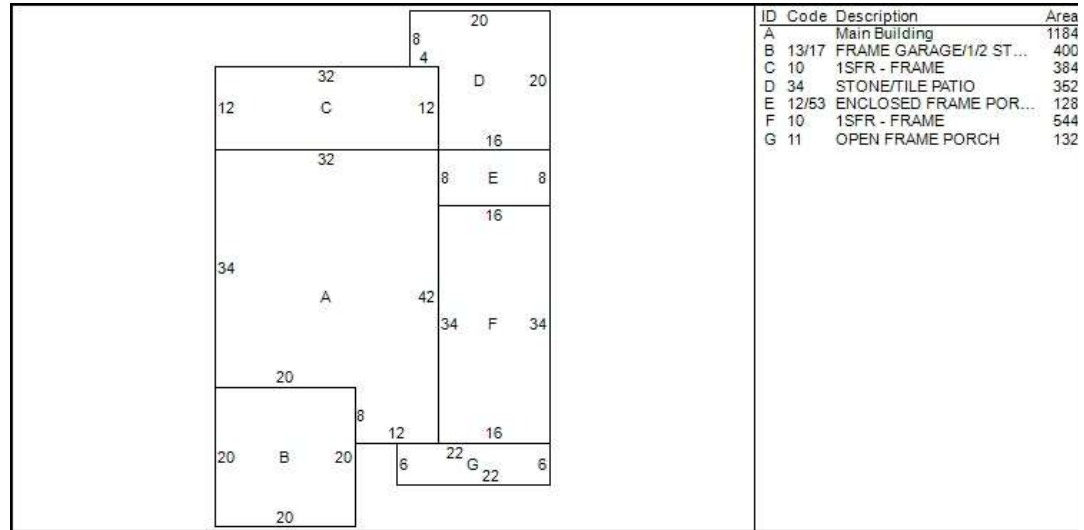 20
8
4
D
20
32
12
C
12
16
32
8
E
8
16
34
A
42
34
F
34
20
8
12
16
20
B
20
22
6
G
6
22
20
ID Code Description Area
A Main Building 1184
B 13/17 FRAME GARAGE/1/2 ST... 400
C 10 1SFR - FRAME 384
D 34 STONE/TILE PATIO 352
E 12/53 ENCLOSED FRAME POR... 128
F 10 1SFR - FRAME 544
G 11 OPEN FRAME PORCH 132